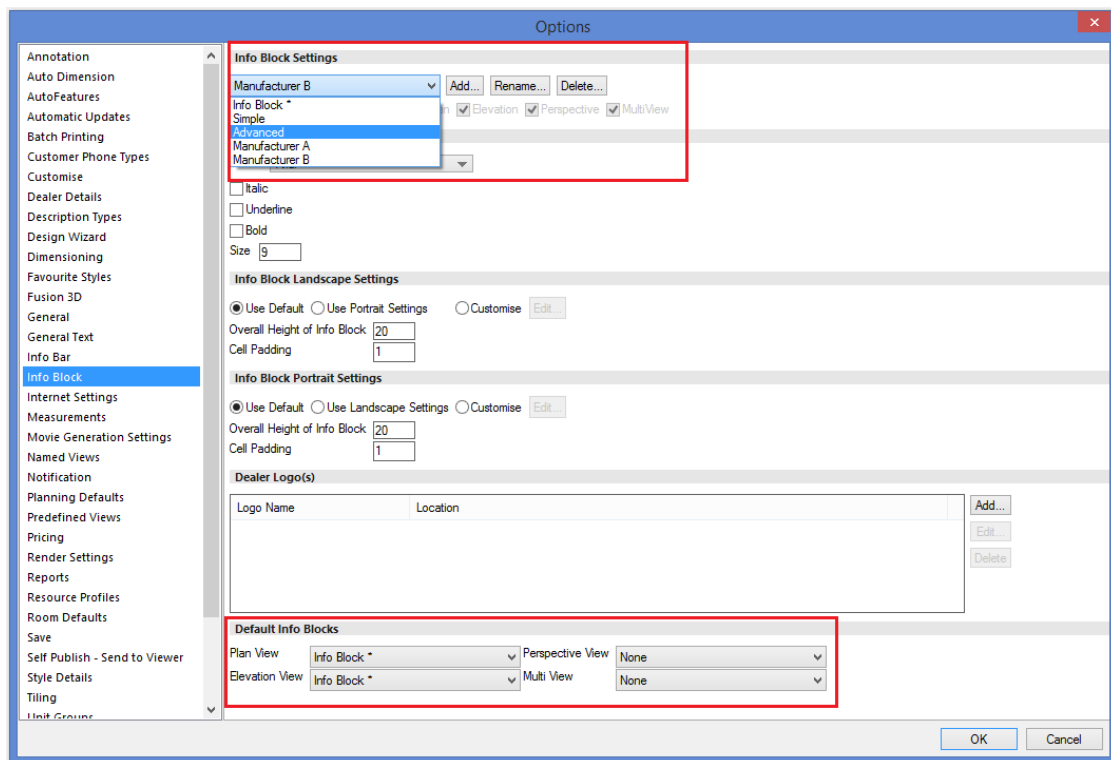 Options
Annotation
Auto Dimension
AutoFeatures
Automatic Updates
Batch Printing
Customer Phone Types
Customise
Dealer Details
Description Types
Design Wizard
Dimensioning
Favourite Styles
Fusion 3D
General
General Text
Info Bar
Info Block
Internet Settings
Measurements
Movie Generation Settings
Named Views
Notification
Planning Defaults
Predefined Views
Pricing
Render Settings
Reports
Resource Profiles
Room Defaults
Save
Self Publish - Send to Viewer
Style Details
Tiling
Unit Groups
Info Block Settings
Manufacturer B Add... Rename... Delete...
Info Block *
Simple
Advanced
Manufacturer A
Manufacturer B
Elevation Perspective MultiView
Italic
Underline
Bold
Size 9
Info Block Landscape Settings
Use Default Use Portrait Settings Customise Edit...
Overall Height of Info Block 20
Cell Padding 1
Info Block Portrait Settings
Use Default Use Landscape Settings Customise Edit...
Overall Height of Info Block 20
Cell Padding 1
Dealer Logo(s)
Logo Name Location
Add...
Edit...
Delete
Default Info Blocks
Plan View Info Block * Perspective View None
Elevation View Info Block * Multi View None
OK Cancel